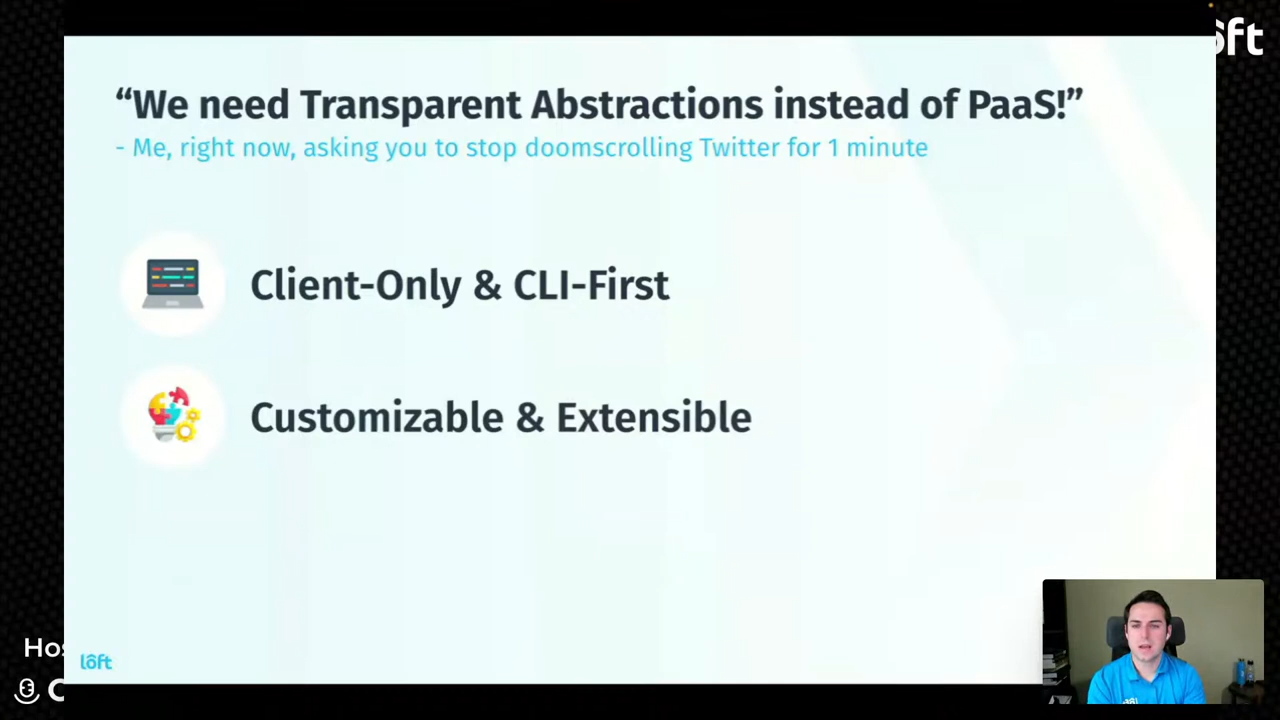 “We need Transparent Abstractions instead of PaaS!”
- Me, right now, asking you to stop doomscrolling Twitter for 1 minute
Client-Only & CLI-First
Customizable & Extensible
lôft